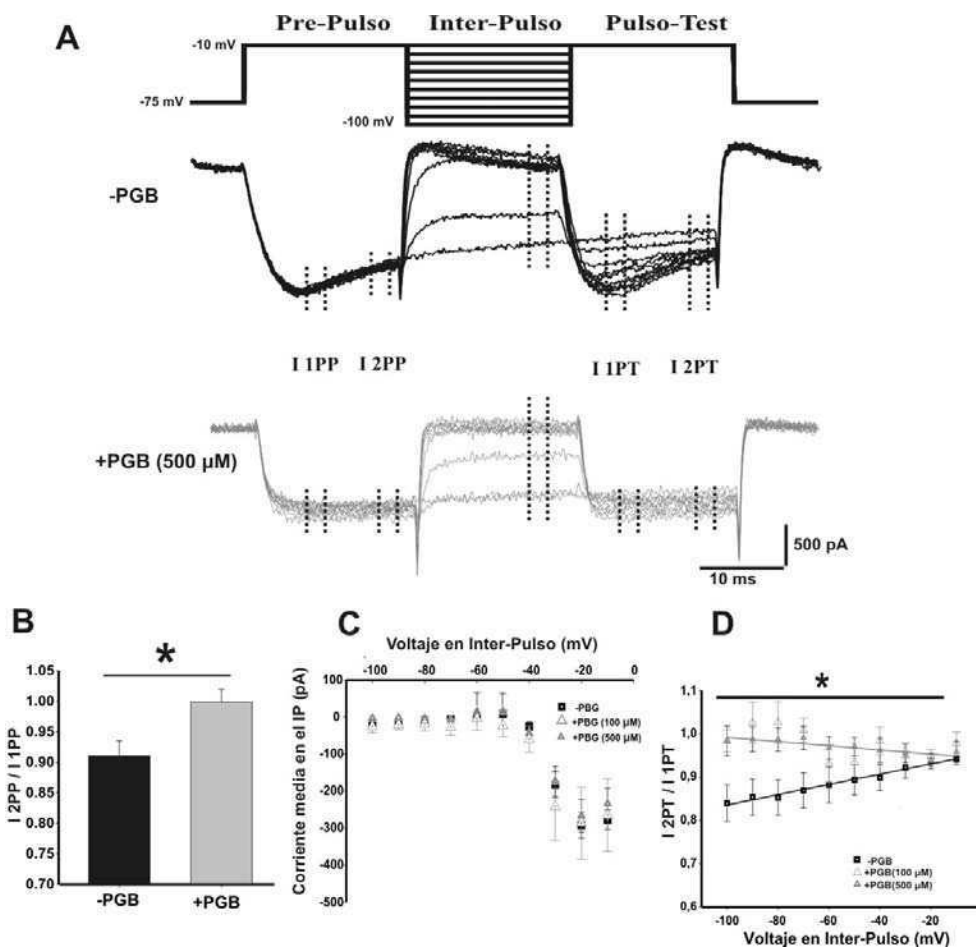 A
Pre-Pulso Inter-Pulso Pulso-Test
-10 mV
-75 mV
-100 mV
-PGB
I 1PP I 2PP I 1PT I 2PT
+PGB (500 µM)
500 pA
10 ms
B
*
I 2PP / I 1PP
1.05
1.00
0.95
0.90
0.85
0.80
0.75
0.70
-PGB +PGB
C
Voltaje en Inter-Pulso (mV)
-100 -80 -60 -40 -20 0
Corriente media en el IP (pA)
100
0
-100
-200
-300
-400
-500
-PBG
+PBG (100 µM)
+PBG (500 µM)
D
*
I 2PT / I 1PT
1,1
1,0
0,9
0,8
0,7
0,6
-PGB
+PGB(100 µM)
+PGB(500 µM)
-100 -80 -60 -40 -20
Voltaje en Inter-Pulso (mV)